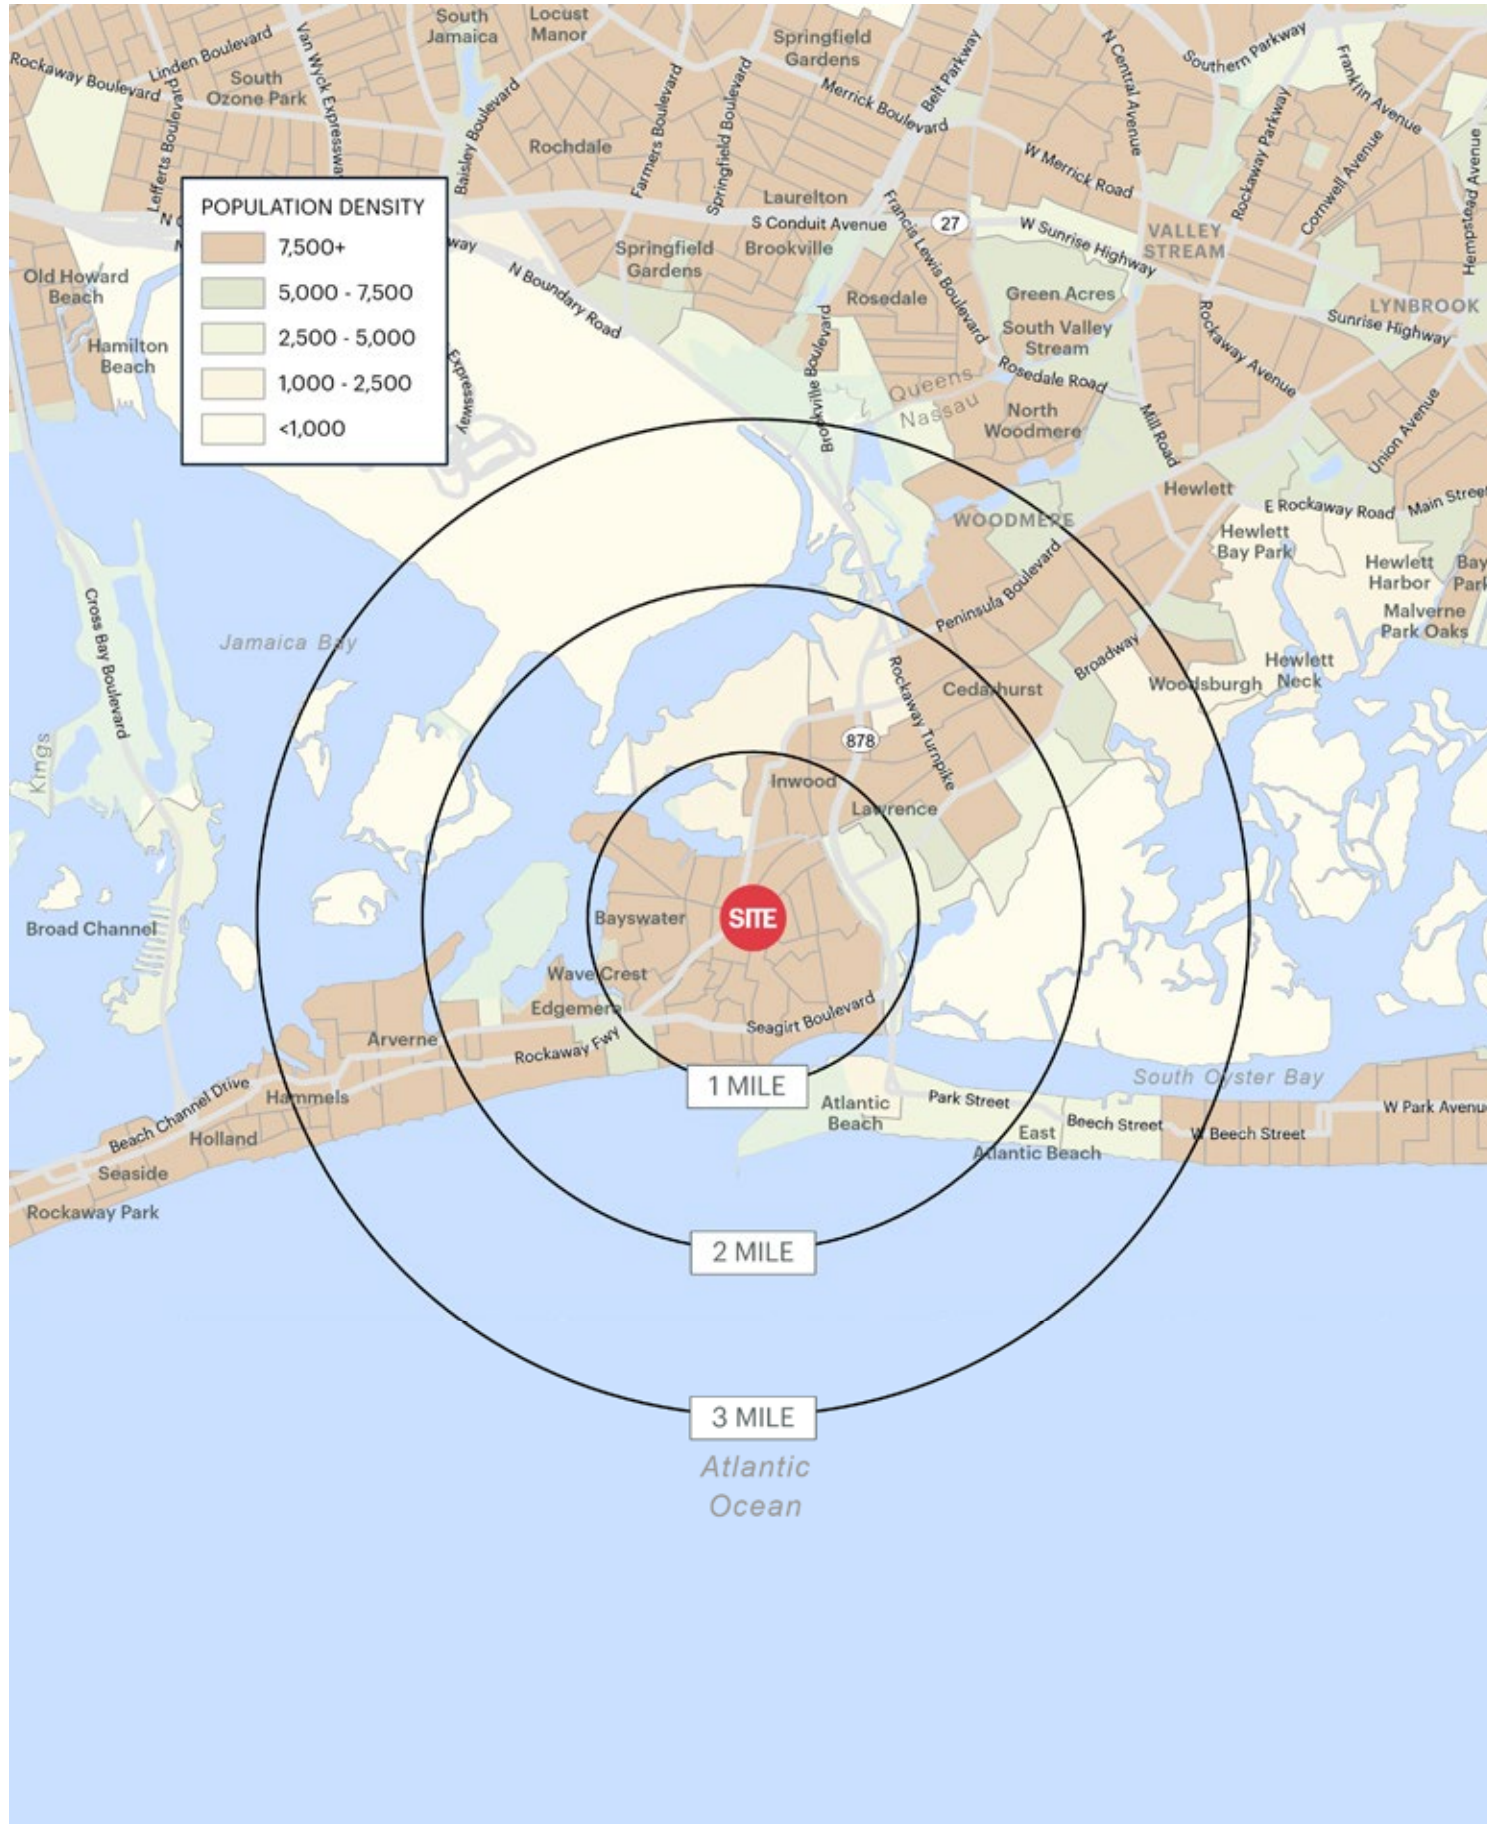 South
Jamaica
Locust
Manor
Springfield
Gardens
Belt Parkway
N Central Avenue
Southern Parkway
Franklin Avenue
Rockaway Boulevard
Linden Boulevard
Van Wyck Expressway
South
Ozone Park
Lefferts Boulevard
Baisley Boulevard
Rochdale
Farmers Boulevard
Springfield Boulevard
Merrick Boulevard
W Merrick Road
Rockaway Parkway
Cornwell Avenue
Hempstead Avenue
Laurelton
S Conduit Avenue
27
W Sunrise Highway
VALLEY
STREAM
Springfield
Gardens
Brookville
Francis Lewis Boulevard
N Boundary Road
Rosedale
Green Acres
South Valley
Stream
LYNBROOK
Sunrise Highway
Old Howard
Beach
Hamilton
Beach
POPULATION DENSITY
7,500+
5,000 - 7,500
2,500 - 5,000
1,000 - 2,500
<1,000
way
Expressway
Brookville Boulevard
Queens
Nassau
Rosedale Road
North
Woodmere
Mill Road
Rockaway Avenue
Union Avenue
Hewlett
E Rockaway Road
Main Street
WOODMERE
Hewlett
Bay Park
Hewlett
Harbor
Bay
Park
Malverne
Park Oaks
Peninsula Boulevard
Broadway
Cross Bay Boulevard
Jamaica Bay
Kings
Rockaway Turnpike
Cedarhurst
Woodsburgh
Hewlett
Neck
878
Inwood
Lawrence
Bayswater
SITE
Broad Channel
Wave Crest
Edgemere
Arverne
Rockaway Fwy
Seagirt Boulevard
1 MILE
South Oyster Bay
Hammels
Beach Channel Drive
Holland
Seaside
Rockaway Park
Atlantic
Beach
Park Street
East
Atlantic Beach
Beech Street
W Beech Street
W Park Avenu
2 MILE
3 MILE
Atlantic
Ocean